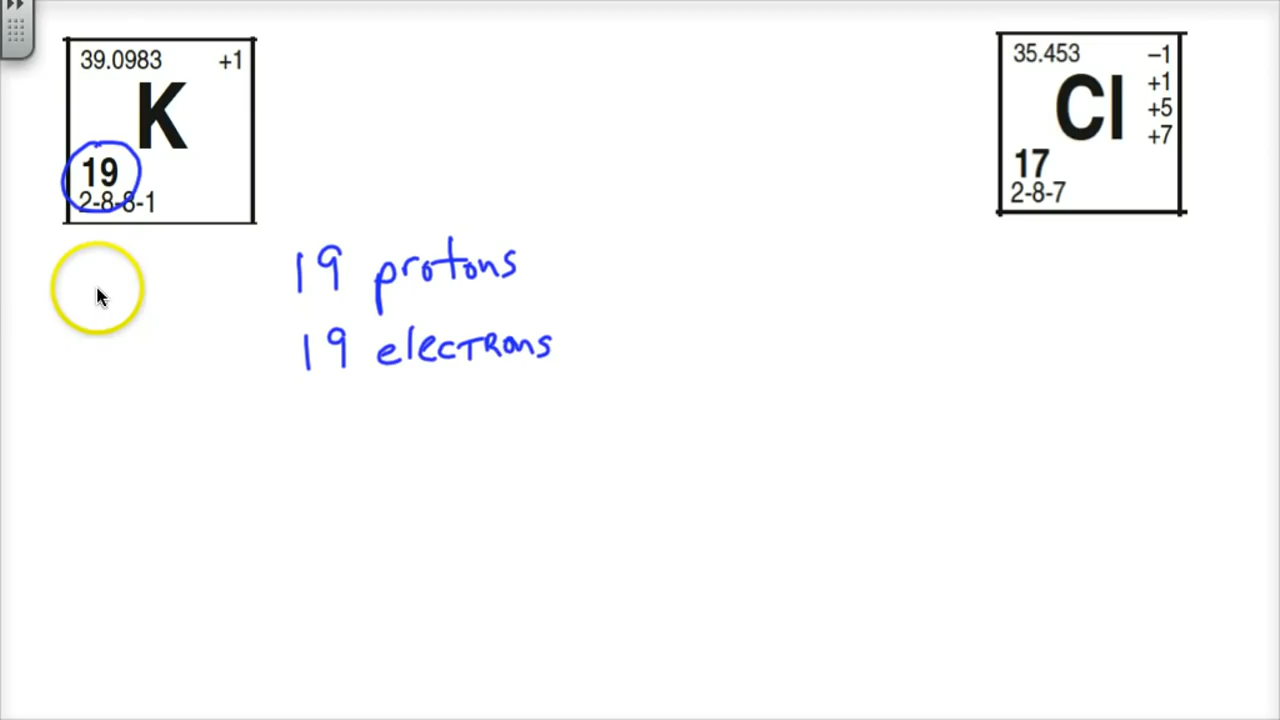 39.0983 +1
K
19
2-8-8-1
35.453 –1
+1
Cl
+5
+7
17
2-8-7
19 protons
19 electrons